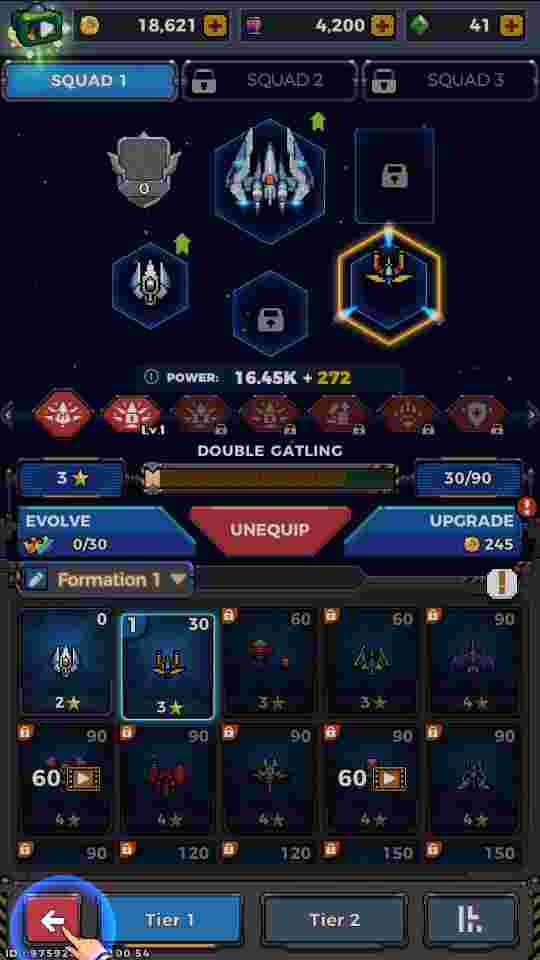 18,621
4,200
41
SQUAD 1
SQUAD 2
SQUAD 3
0
POWER: 16.45K + 272
Lv.1
DOUBLE GATLING
3
30/90
EVOLVE
0/30
UNEQUIP
UPGRADE
245
Formation 1
0
1 30
60
60
90
2
3
3
3
4
90
90
90
90
90
60
60
4
4
4
4
4
90
120
120
150
150
Tier 1
Tier 2